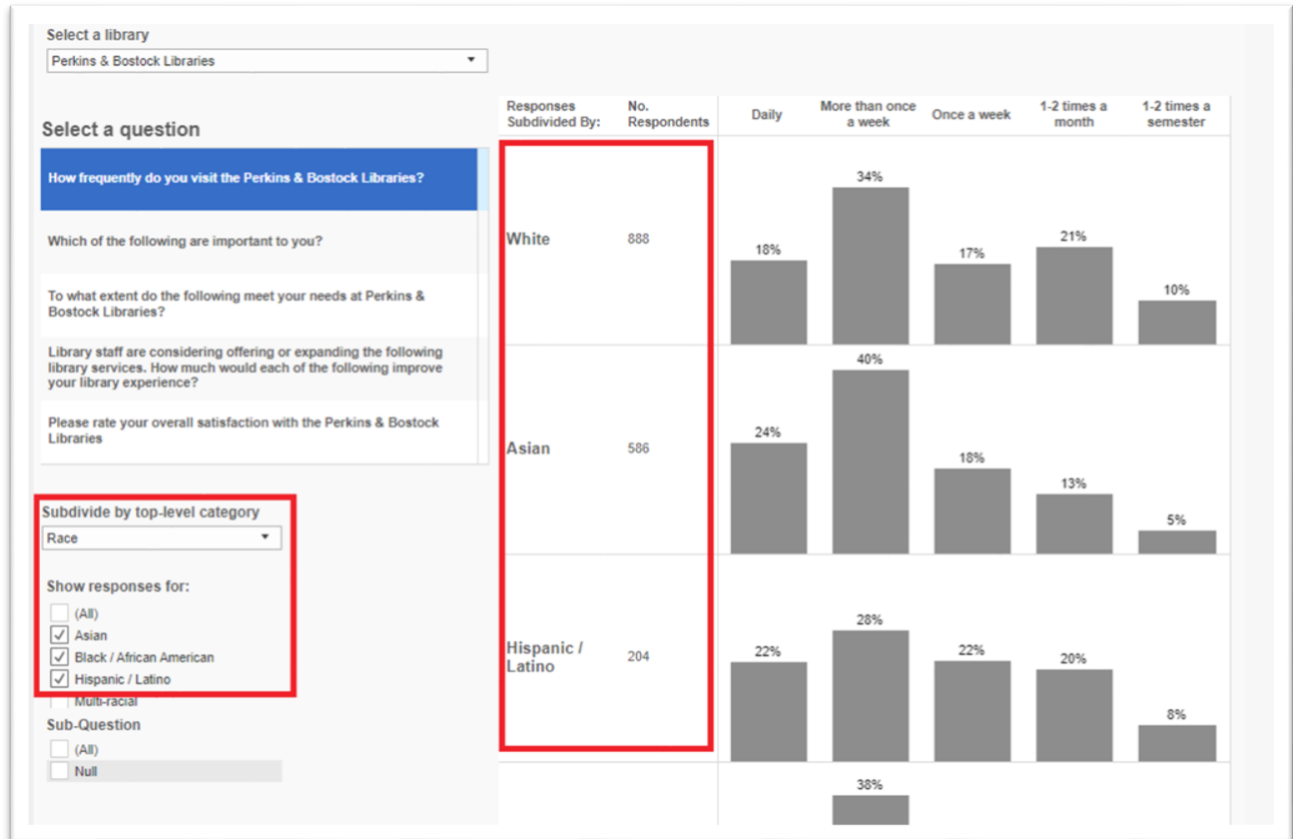 Select a library
Perkins & Bostock Libraries
Select a question
How frequently do you visit the Perkins & Bostock Libraries?
Which of the following are important to you?
To what extent do the following meet your needs at Perkins &
Bostock Libraries?
Library staff are considering offering or expanding the following
library services. How much would each of the following improve
your library experience?
Please rate your overall satisfaction with the Perkins & Bostock
Libraries
Subdivide by top-level category
Race
Show responses for:
(All)
Asian
Black / African American
Hispanic / Latino
Multi-racial
Sub-Question
(All)
Null
Responses
Subdivided By:
No.
Respondents
Daily
More than once
a week
Once a week
1-2 times a
month
1-2 times a
semester
White
888
18%
34%
17%
21%
10%
Asian
586
24%
40%
18%
13%
5%
Hispanic /
Latino
204
22%
28%
22%
20%
8%
38%